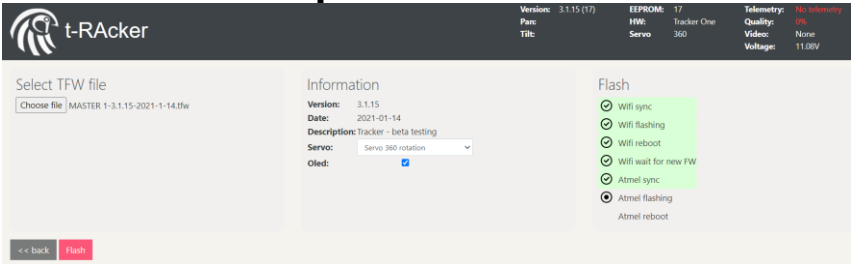 t-RAcker
Version: 3.1.15 (17) EEPROM: 17 Telemetry: No telemetry
Pan: HW: Tracker One Quality: 0%
Tilt: Servo 360 Video: None
Voltage: 11.08V
Select TFW file
Choose file MASTER 1-3.1.15-2021-1-14.tfw
Information
Version: 3.1.15
Date: 2021-01-14
Description: Tracker - beta testing
Servo: Servo 360 rotation
Oled:
Flash
Wifi sync
Wifi flashing
Wifi reboot
Wifi wait for new FW
Atmel sync
Atmel flashing
Atmel reboot
<< back Flash